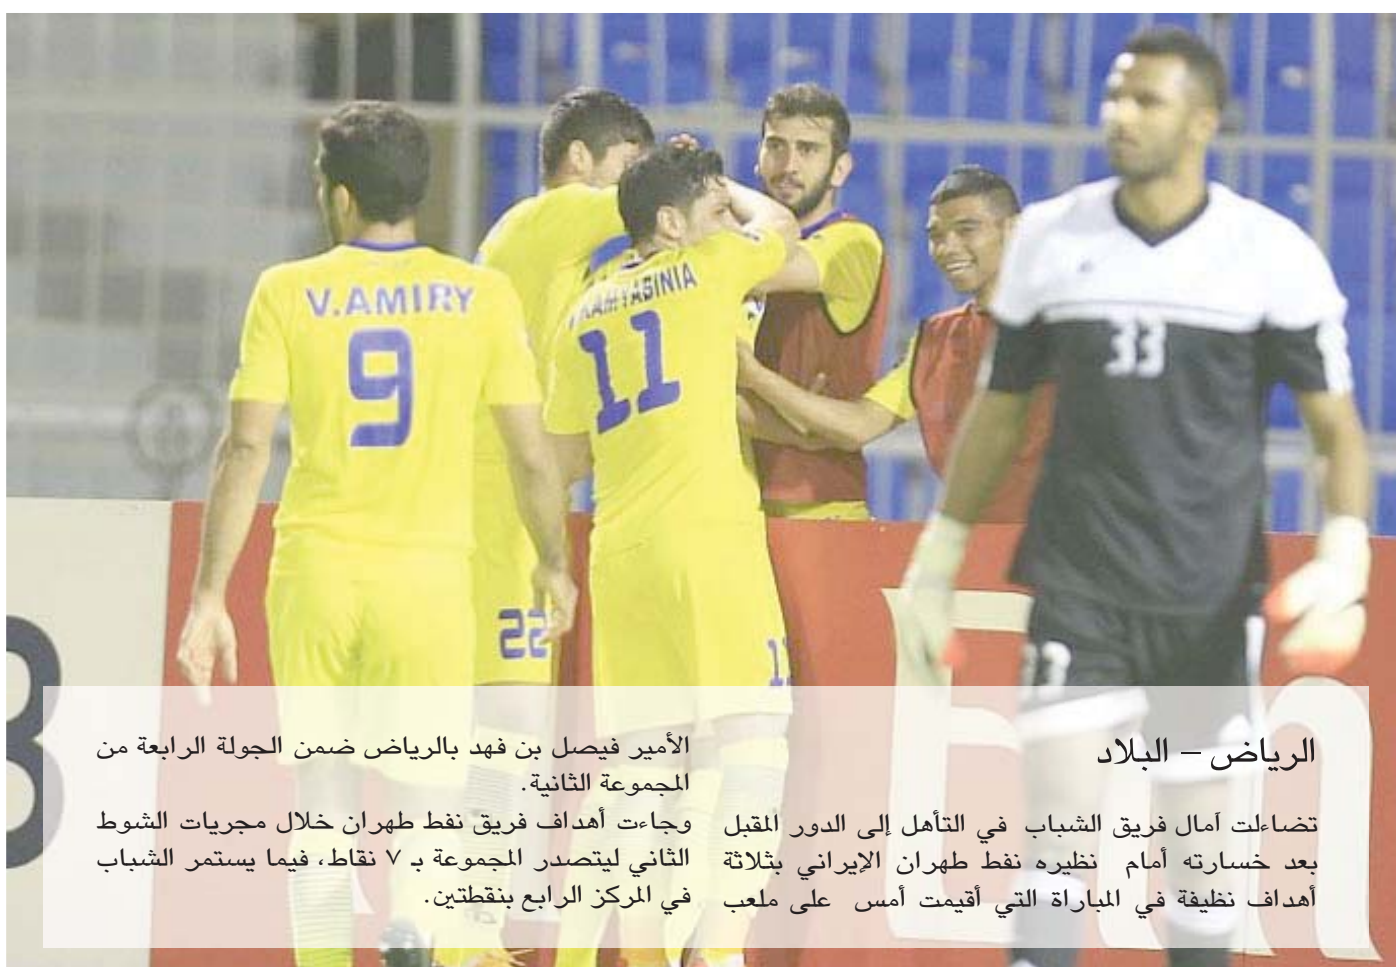 V.AMIRY
9
KAMYABINIA
11
33
22
11
33
الرياض – البلاد
تضاءلت آمال فريق الشباب في التأهل إلى الدور المقبل
بعد خسارته أمام نظيره نفط طهران الإيراني بثلاثة
أهداف نظيفة في المباراة التي أقيمت أمس على ملعب
الأمير فيصل بن فهد بالرياض ضمن الجولة الرابعة من
المجموعة الثانية.
وجاءت أهداف فريق نفط طهران خلال مجريات الشوط
الثاني ليتصدر المجموعة بـ ٧ نقاط، فيما يستمر الشباب
في المركز الرابع بنقطتين.